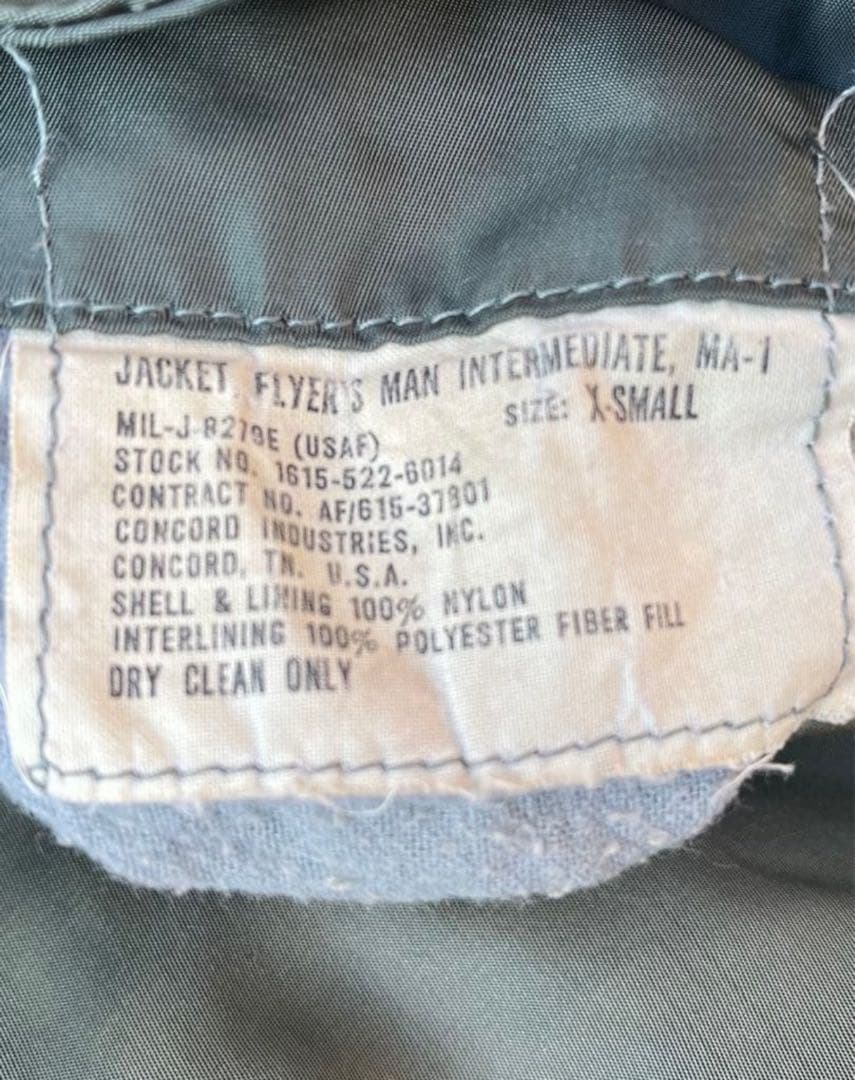 JACKET, FLYER'S MAN INTERMEDIATE, MA-1
SIZE: X-SMALL
MIL-J-8279E (USAF)
STOCK NO. 1615-522-6014
CONTRACT NO. AF/615-37801
CONCORD INDUSTRIES, INC.
CONCORD, TN. U.S.A.
SHELL & LINING 100% NYLON
INTERLINING 100% POLYESTER FIBER FILL
DRY CLEAN ONLY